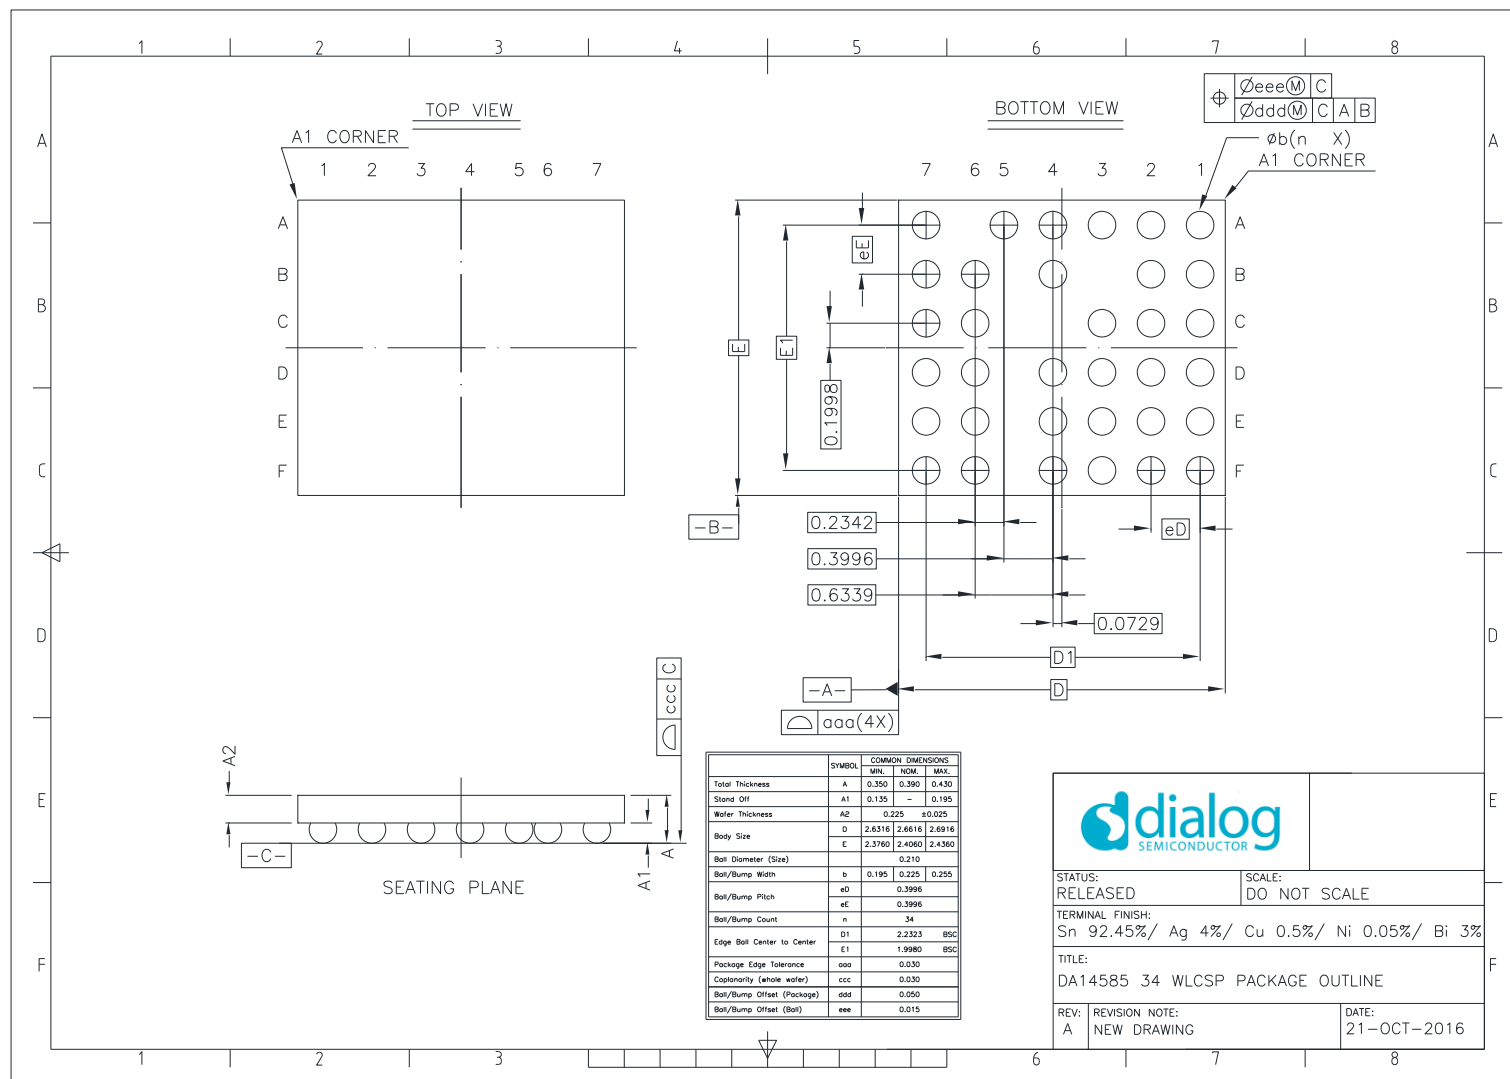 1 2 3 4 5 6 7 8
A
B
C
D
E
F
TOP VIEW
A1 CORNER
1 2 3 4 5 6 7
A
B
C
D
E
F
BOTTOM VIEW
Øeee Ⓜ C
Øddd Ⓜ C A B
Øb(n X)
A1 CORNER
7 6 5 4 3 2 1
A
B
C
D
E
F
eE
E
E1
0.1998
-B-
0.2342
eD
0.3996
0.6339
0.0729
D1
-A-
D
aaa(4X)
ccc C
A2
-C-
A
A1
SEATING PLANE
SYMBOL COMMON DIMENSIONS
MIN. NOM. MAX.
Total Thickness A 0.350 0.390 0.430
Stand Off A1 0.135 – 0.195
Wafer Thickness A2 0.225 ±0.025
Body Size D 2.6316 2.6616 2.6916
E 2.3760 2.4060 2.4360
Ball Diameter (Size) 0.210
Ball/Bump Width b 0.195 0.225 0.255
Ball/Bump Pitch eD 0.3996
eE 0.3996
Ball/Bump Count n 34
Edge Ball Center to Center D1 2.2323 BSC
E1 1.9980 BSC
Package Edge Tolerance aaa 0.030
Coplanarity (whole wafer) ccc 0.030
Ball/Bump Offset (Package) ddd 0.050
Ball/Bump Offset (Ball) eee 0.015
dialog
SEMICONDUCTOR
STATUS:
RELEASED
SCALE:
DO NOT SCALE
TERMINAL FINISH:
Sn 92.45%/ Ag 4%/ Cu 0.5%/ Ni 0.05%/ Bi 3%
TITLE:
DA14585 34 WLCSP PACKAGE OUTLINE
REV:
A
REVISION NOTE:
NEW DRAWING
DATE:
21-OCT-2016
A
B
C
D
E
F
1 2 3 6 7 8